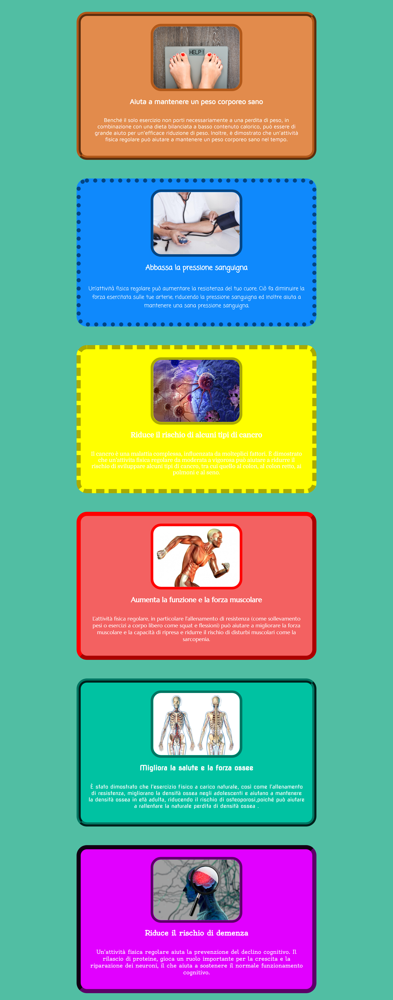 HELP!
Aiuta a mantenere un peso corporeo sano
Benché il solo esercizio non porti necessariamente a una perdita di peso, in
combinazione con una dieta bilanciata a basso contenuto calorico, può essere di
grande aiuto per un’efficace riduzione di peso. Inoltre, è dimostrato che un’attività
fisica regolare può aiutare a mantenere un peso corporeo sano nel tempo.
Abbassa la pressione sanguigna
Un'attività fisica regolare può aumentare la resistenza del tuo cuore. Ciò fa diminuire la
forza esercitata sulle tue arterie, riducendo la pressione sanguigna ed inoltre aiuta a
mantenere una sana pressione sanguigna.
Riduce il rischio di alcuni tipi di cancro
Il cancro è una malattia complessa, influenzata da molteplici fattori. È dimostrato
che un'attività fisica regolare da moderata a vigorosa può aiutare a ridurre il
rischio di sviluppare alcuni tipi di cancro, tra cui quello al colon, al colon retto, ai
polmoni e al seno.
Aumenta la funzione e la forza muscolare
L’attività fisica regolare, in particolare l'allenamento di resistenza (come sollevamento
pesi o esercizi a corpo libero come squat e flessioni) può aiutare a migliorare la forza
muscolare e la capacità di ripresa e ridurre il rischio di disturbi muscolari come la
sarcopenia.
Migliora la salute e la forza ossee
È stato dimostrato che l'esercizio fisico a carico naturale, così come l'allenamento
di resistenza, migliorano la densità ossea negli adolescenti e aiutano a mantenere
la densità ossea in età adulta, riducendo il rischio di osteoporosi,poiché può aiutare
a rallentare la naturale perdita di densità ossea .
Riduce il rischio di demenza
Un'attività fisica regolare aiuta la prevenzione del declino cognitivo. Il
rilascio di proteine, gioca un ruolo importante per la crescita e la
riparazione dei neuroni, il che aiuta a sostenere il normale funzionamento
cognitivo.